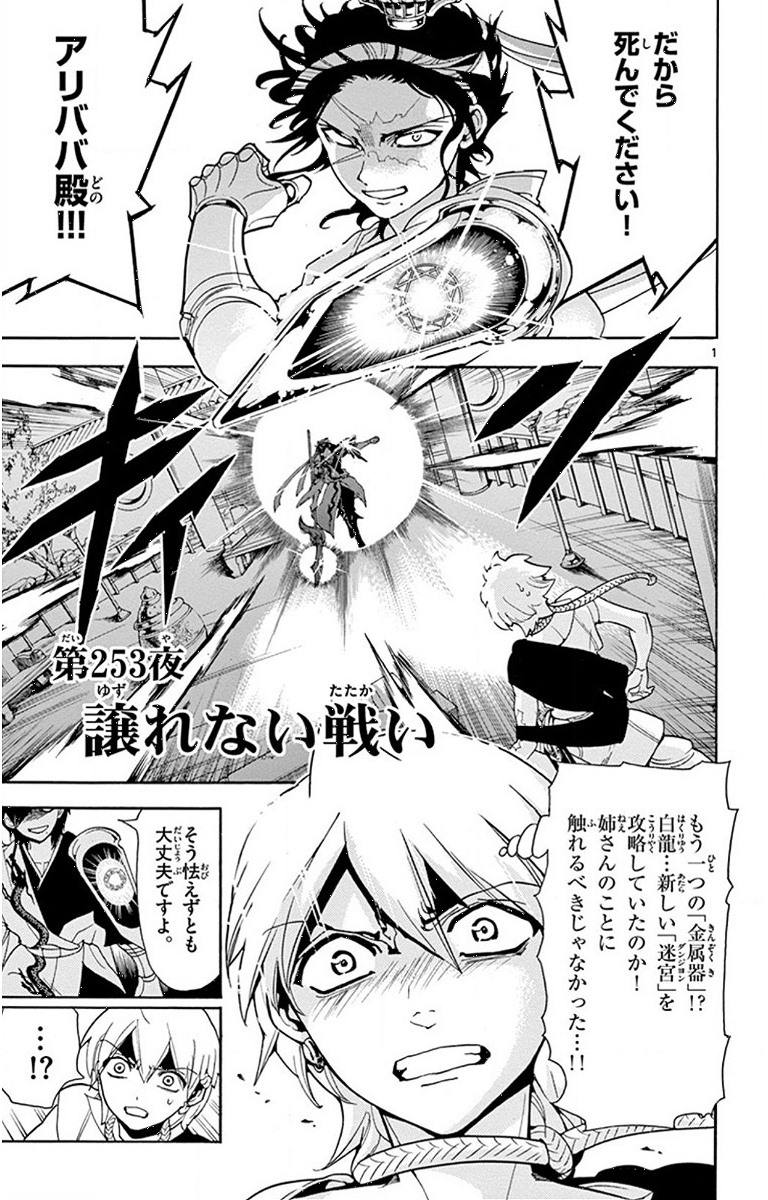 だから
死んでください!
アリババ殿!!!
1
ギイ
第253夜
譲れない戦い
もう一つの「金属器」!?
白龍…新しい「迷宮」を
攻略していたのか!
姉さんのことに
触れるべきじゃなかった…!!
そう怯えずとも
大丈夫ですよ。
…!?